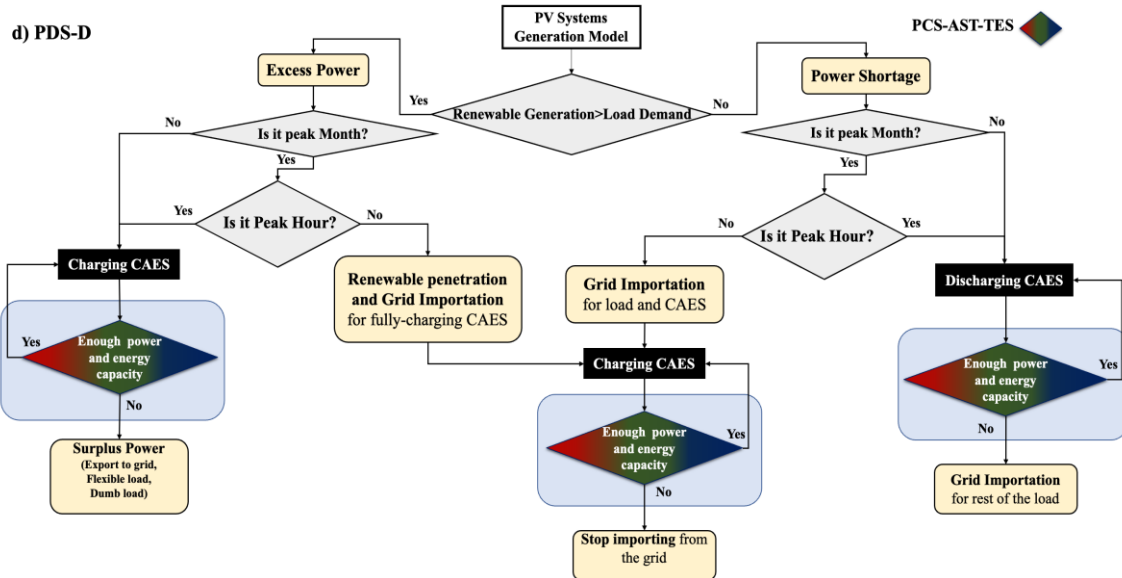 d) PDS-D
PV Systems
Generation Model
PCS-AST-TES
Excess Power
Power Shortage
Yes
Renewable Generation>Load Demand
No
No
Is it peak Month?
Is it peak Month?
No
Yes
Yes
Yes
Is it Peak Hour?
No
No
Is it Peak Hour?
Yes
Charging CAES
Renewable penetration
and Grid Importation
for fully-charging CAES
Grid Importation
for load and CAES
Discharging CAES
Yes
Enough power
and energy
capacity
Charging CAES
Enough power
and energy
capacity
Yes
No
Enough power
and energy
capacity
Yes
No
Surplus Power
(Export to grid,
Flexible load,
Dumb load)
No
Grid Importation
for rest of the load
Stop importing from
the grid